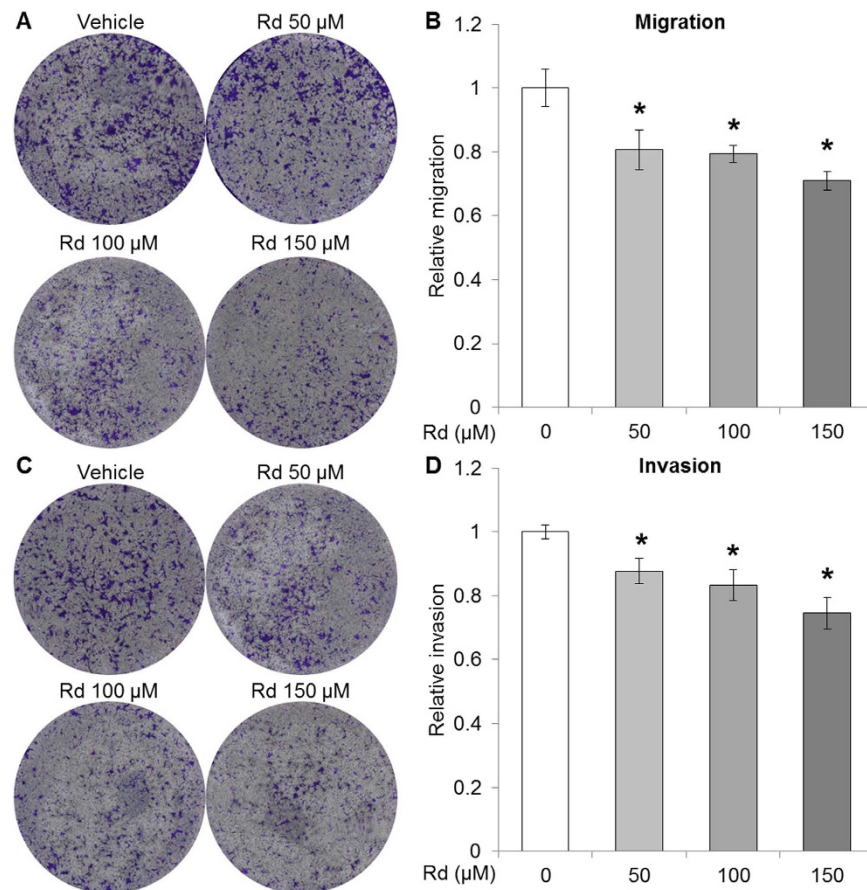 A
Vehicle
Rd 50 µM
Rd 100 µM
Rd 150 µM
B
Migration
Relative migration
1.2
1
0.8
0.6
0.4
0.2
0
*
*
*
Rd (µM)
0
50
100
150
C
Vehicle
Rd 50 µM
Rd 100 µM
Rd 150 µM
D
Invasion
Relative invasion
1.2
1
0.8
0.6
0.4
0.2
0
*
*
*
Rd (µM)
0
50
100
150